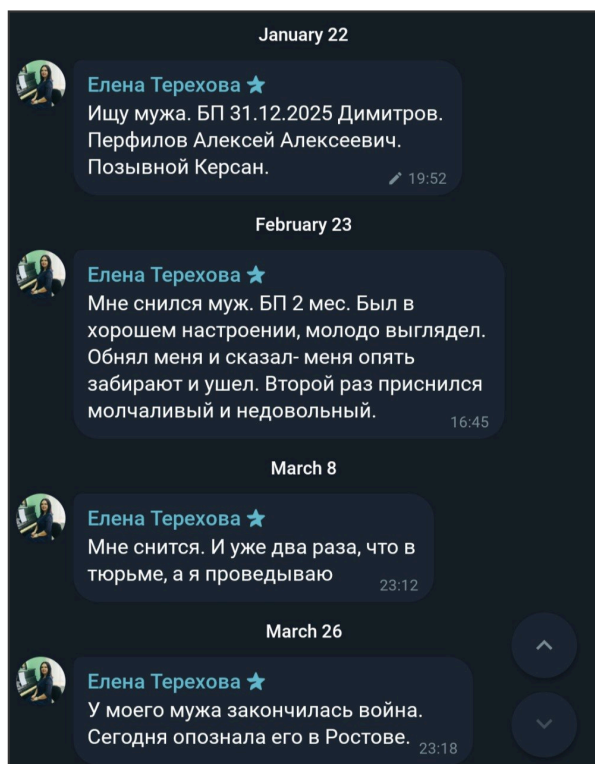 January 22
Елена Терехова
Ищу мужа. БП 31.12.2025 Димитров.
Перфилов Алексей Алексеевич.
Позывной Керсан.
19:52
February 23
Елена Терехова
Мне снился муж. БП 2 мес. Был в
хорошем настроении, молодо выглядел.
Обнял меня и сказал- меня опять
забирают и ушел. Второй раз приснился
молчаливый и недовольный.
16:45
March 8
Елена Терехова
Мне снится. И уже два раза, что в
тюрьме, а я проведываю
23:12
March 26
Елена Терехова
У моего мужа закончилась война.
Сегодня опознала его в Ростове.
23:18